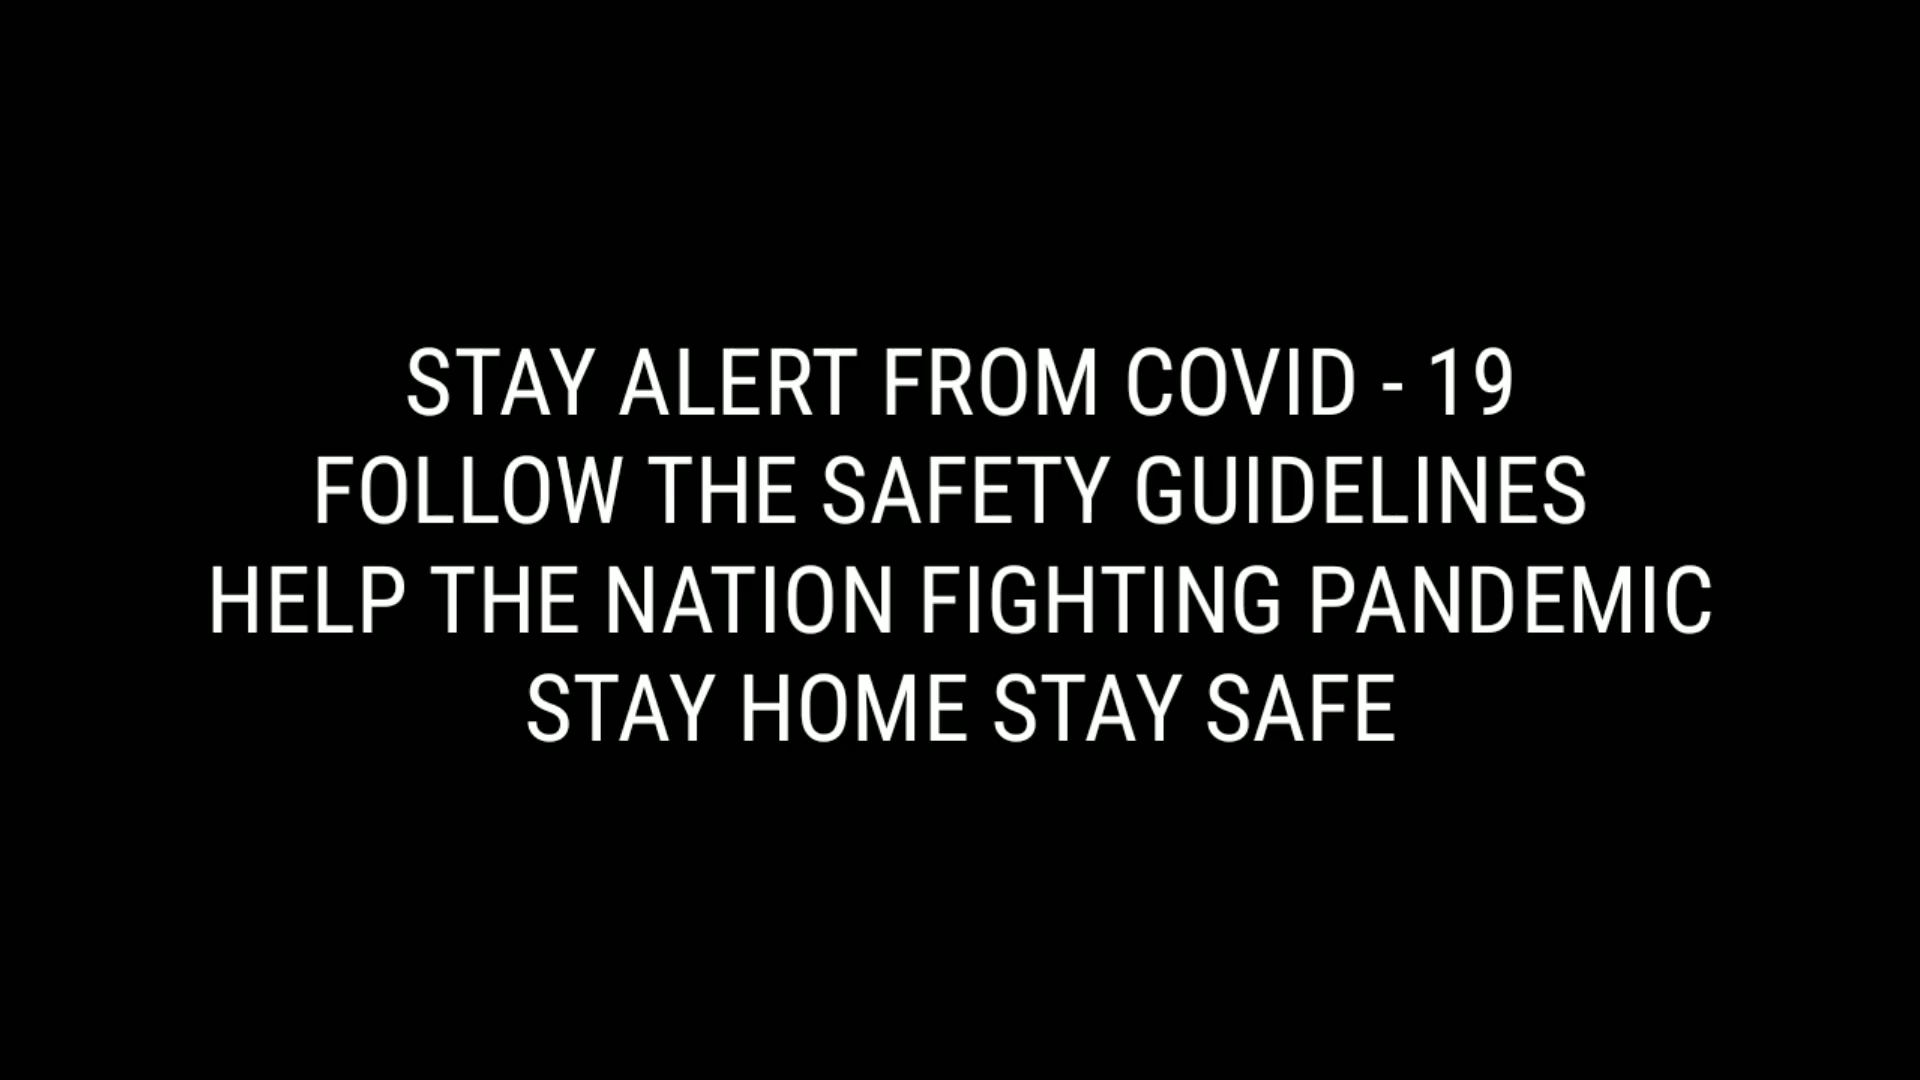 STAY ALERT FROM COVID - 19
FOLLOW THE SAFETY GUIDELINES
HELP THE NATION FIGHTING PANDEMIC
STAY HOME STAY SAFE